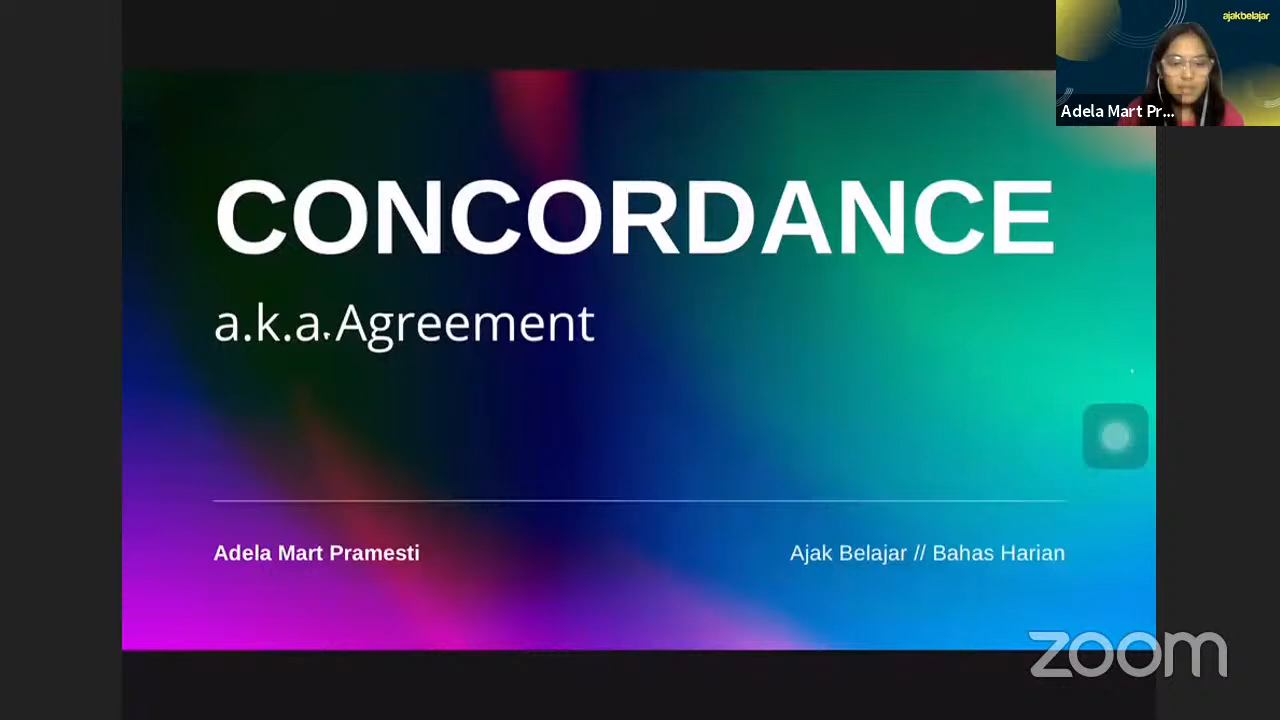 ajakbelajar
Adela Mart Pr...
CONCORDANCE
a.k.a.Agreement
Adela Mart Pramesti
Ajak Belajar // Bahas Harian
zoom